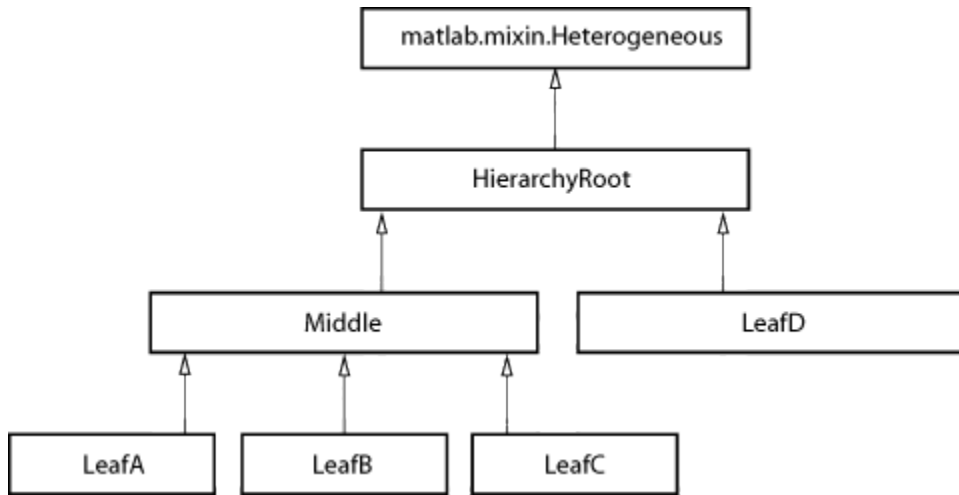 matlab.mixin.Heterogeneous
HierarchyRoot
Middle
LeafD
LeafA
LeafB
LeafC